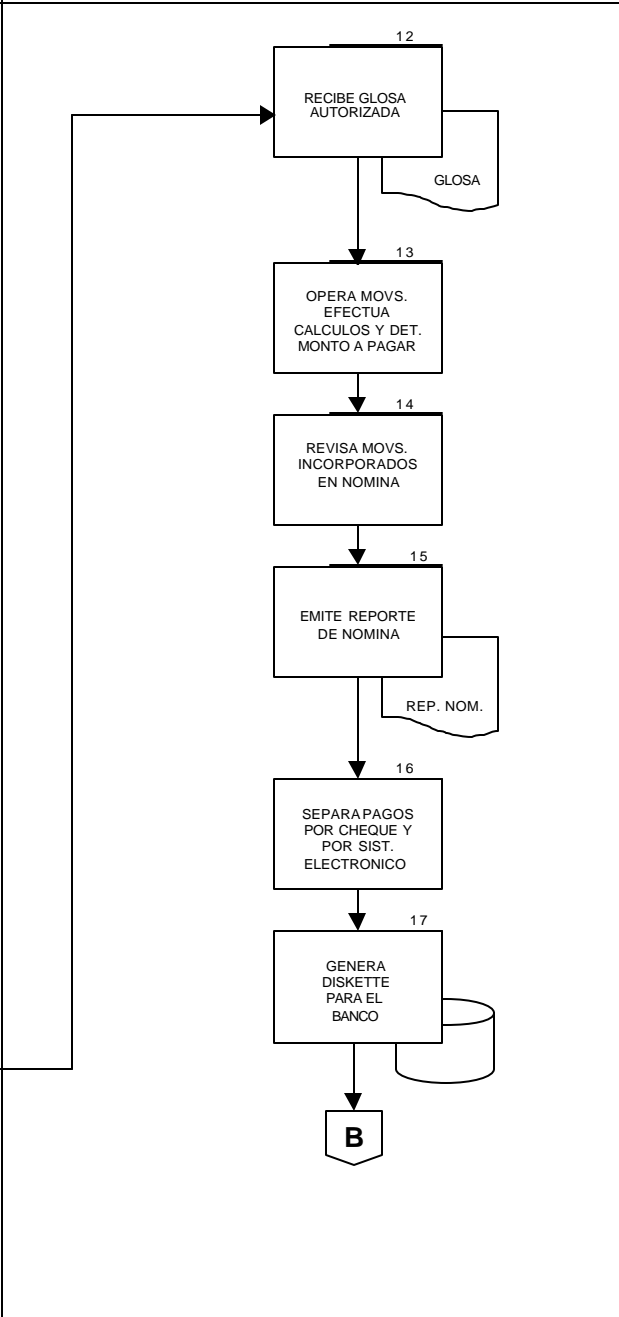 12
RECIBE GLOSA
AUTORIZADA
GLOSA
13
OPERA MOVS.
EFECTUA
CALCULOS Y DET.
MONTO A PAGAR
14
REVISA MOVS.
INCORPORADOS
EN NOMINA
15
EMITE REPORTE
DE NOMINA
REP. NOM.
16
SEPARA PAGOS
POR CHEQUE Y
POR SIST.
ELECTRONICO
17
GENERA
DISKETTE
PARA EL
BANCO
B